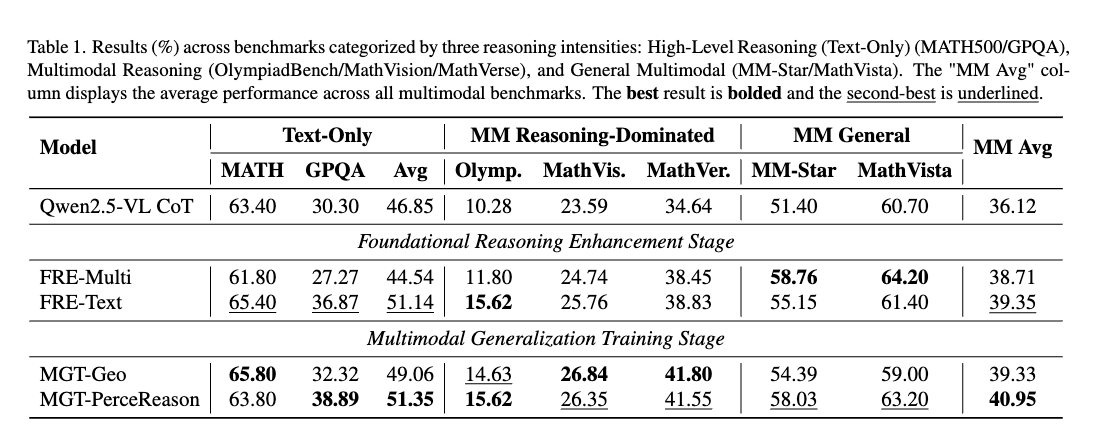 Table 1. Results (%) across benchmarks categorized by three reasoning intensities: High-Level Reasoning (Text-Only) (MATH500/GPQA),
Multimodal Reasoning (OlympiadBench/MathVision/MathVerse), and General Multimodal (MM-Star/MathVista). The "MM Avg" col-
umn displays the average performance across all multimodal benchmarks. The best result is bolded and the second-best is underlined.
Model Text-Only MM Reasoning-Dominated MM General MM Avg
MATH GPQA Avg Olymp. MathVis. MathVer. MM-Star MathVista
Qwen2.5-VL CoT 63.40 30.30 46.85 10.28 23.59 34.64 51.40 60.70 36.12
Foundational Reasoning Enhancement Stage
FRE-Multi 61.80 27.27 44.54 11.80 24.74 38.45 58.76 64.20 38.71
FRE-Text 65.40 36.87 51.14 15.62 25.76 38.83 55.15 61.40 39.35
Multimodal Generalization Training Stage
MGT-Geo 65.80 32.32 49.06 14.63 26.84 41.80 54.39 59.00 39.33
MGT-PerceReason 63.80 38.89 51.35 15.62 26.35 41.55 58.03 63.20 40.95